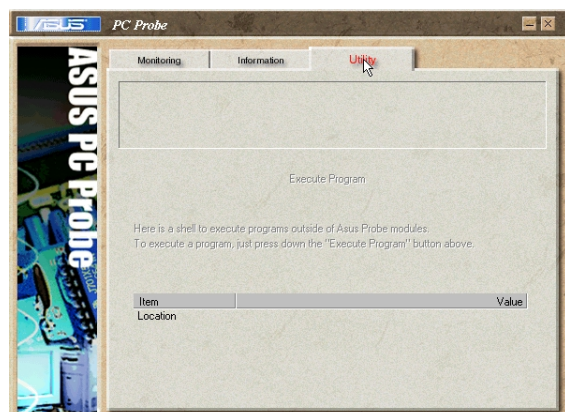 ASUS PC Probe
ASUS PC Probe
Monitoring Information Utility
Execute Program
Here is a shell to execute programs outside of Asus Probe modules.
To execute a program, just press down the "Execute Program" button above.
Item Value
Location